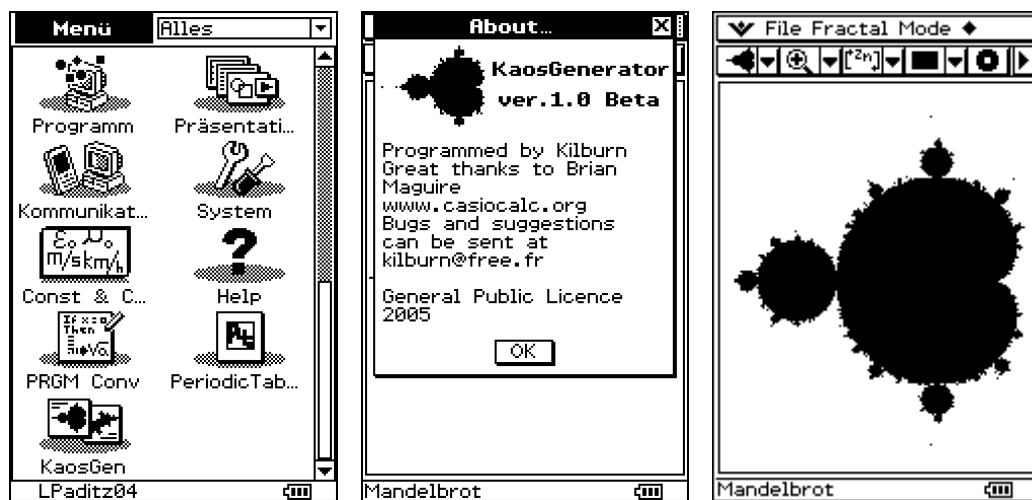 Menü
Alles
Programm
Präsentati...
Kommunikat...
System
Const & C...
Help
PRGM Conv
PeriodicTab...
KaosGen
LPaditz04
About...
KaosGenerator
ver.1.0 Beta
Programmed by Kilburn
Great thanks to Brian
Maguire
www.casiocalc.org
Bugs and suggestions
can be sent at
kilburn@free.fr
General Public Licence
2005
OK
Mandelbrot
File Fractal Mode
Mandelbrot